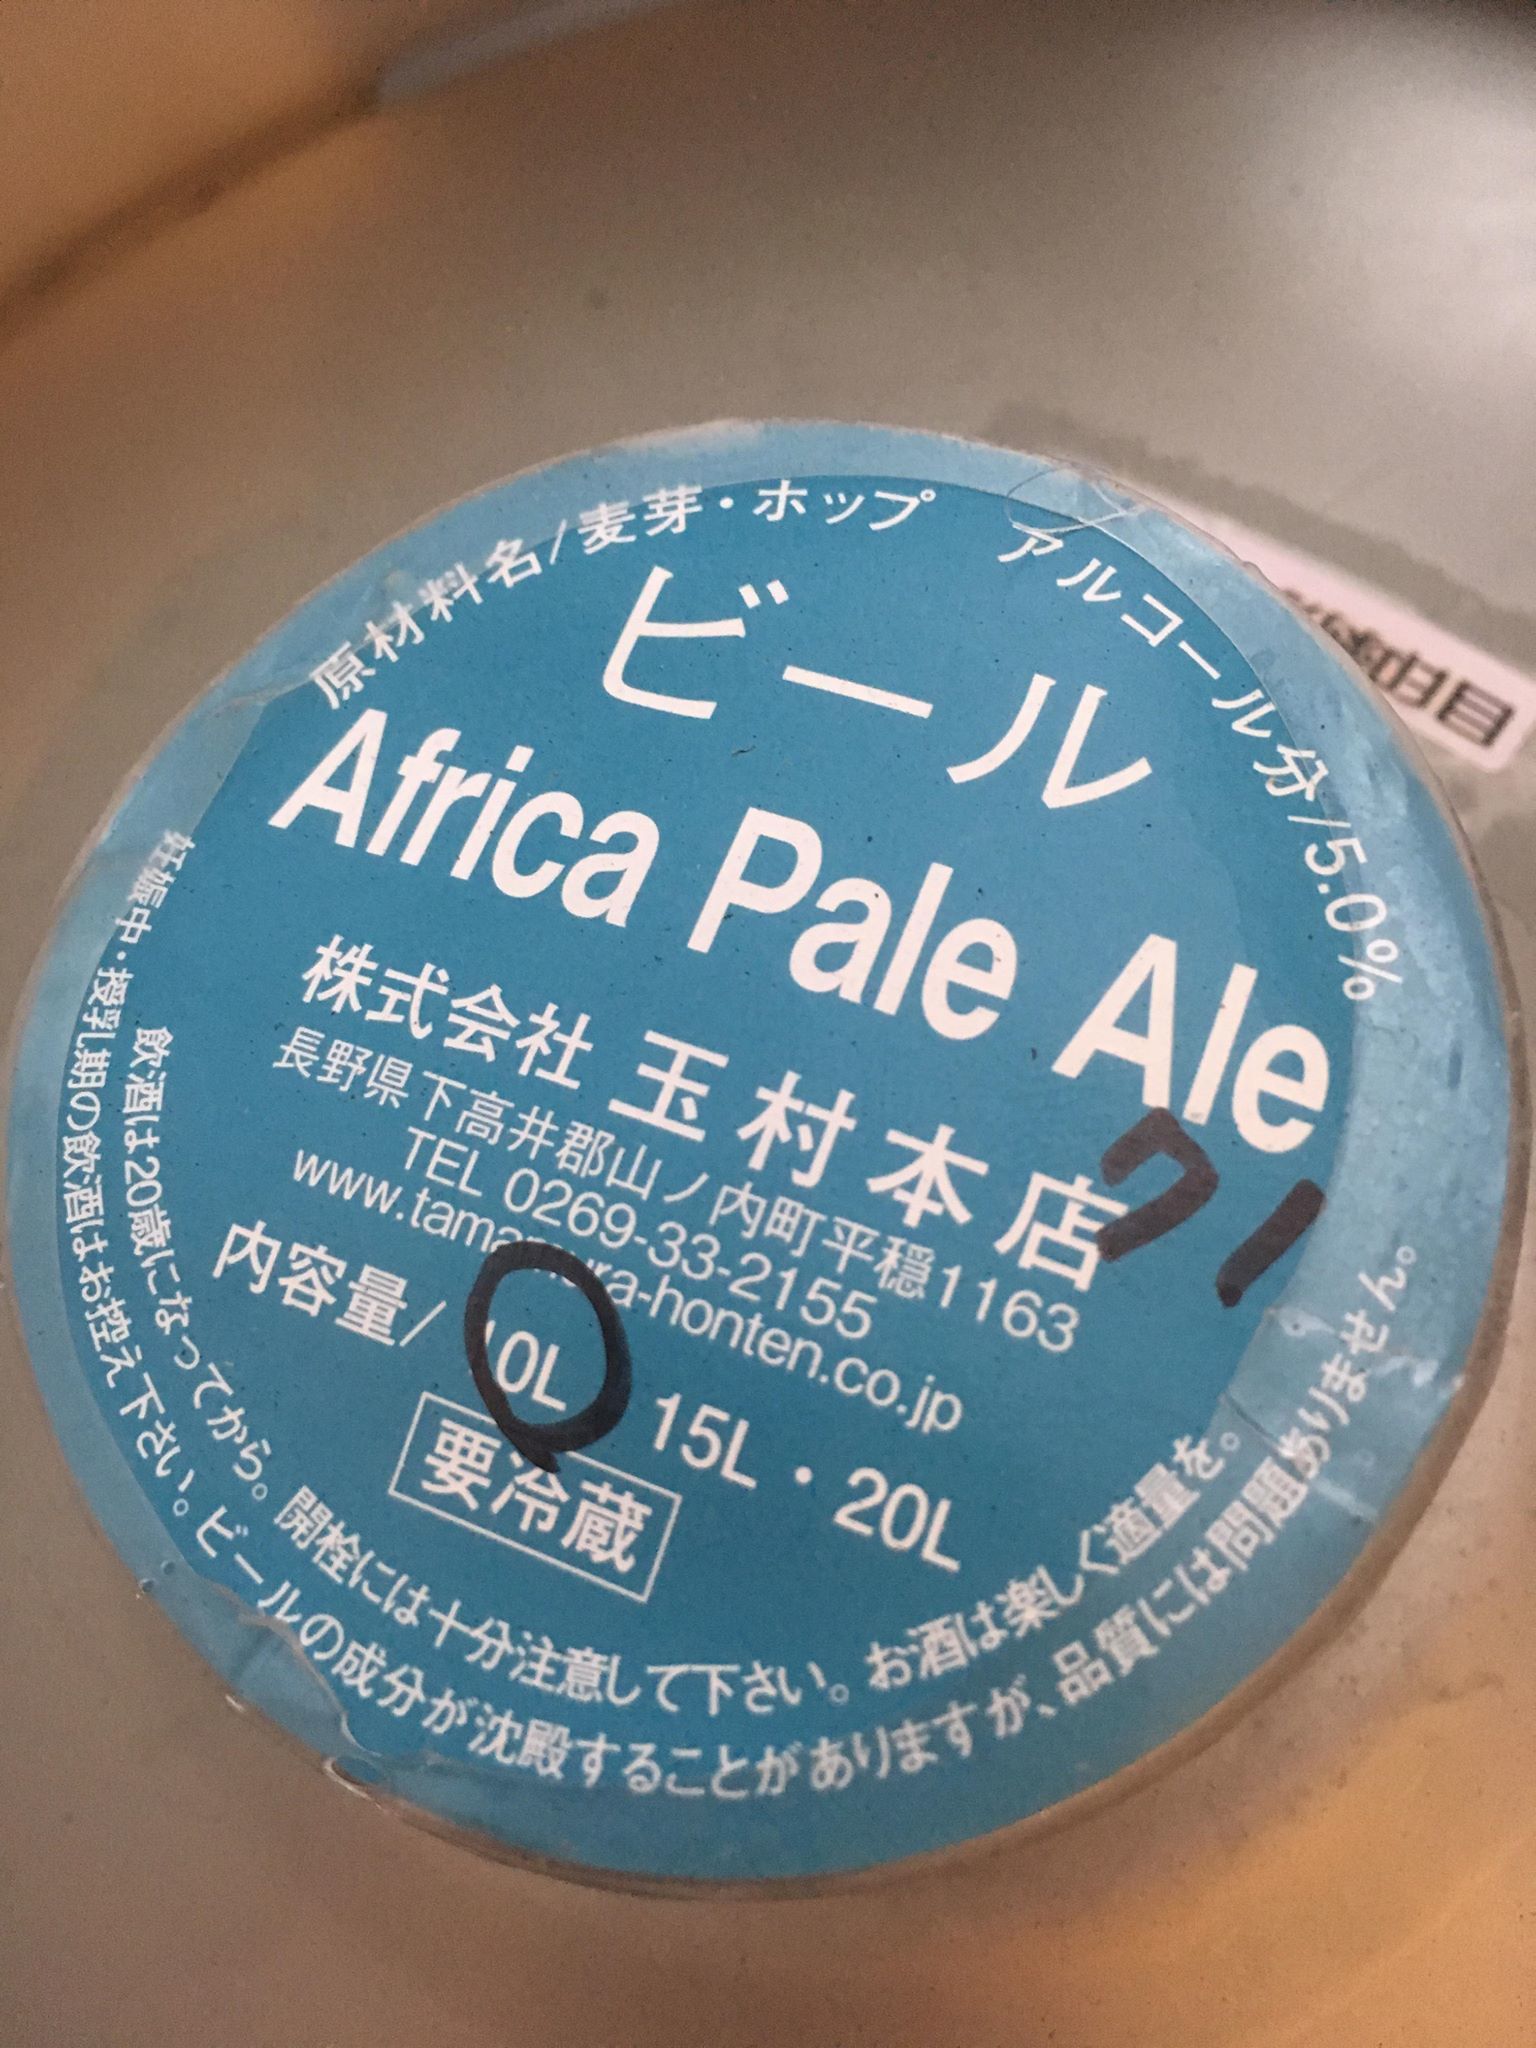 原材料名/麦芽・ホップ　アルコール分/5.0%
ビール
Africa Pale Ale
株式会社 玉村本店
長野県下高井郡山ノ内町平穏1163
TEL 0269-33-2155
www.tamamura-honten.co.jp
内容量/10L 15L・20L
要冷蔵
飲酒は20歳になってから。開栓には十分注意して下さい。お酒は楽しく適量を。
妊娠中・授乳期の飲酒はお控え下さい。ビールの成分が沈殿することがありますが、品質には問題ありません。